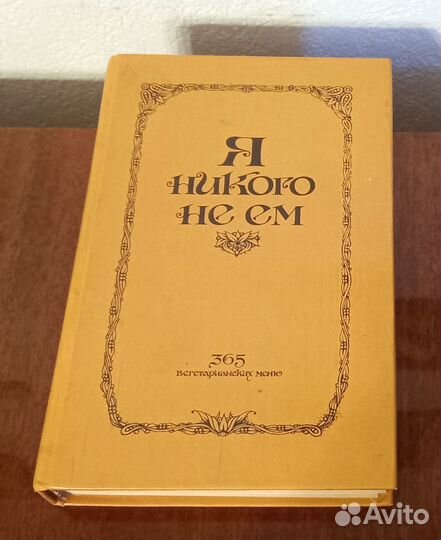 Я
никого
не ем
365
вегетарианских меню
Avito